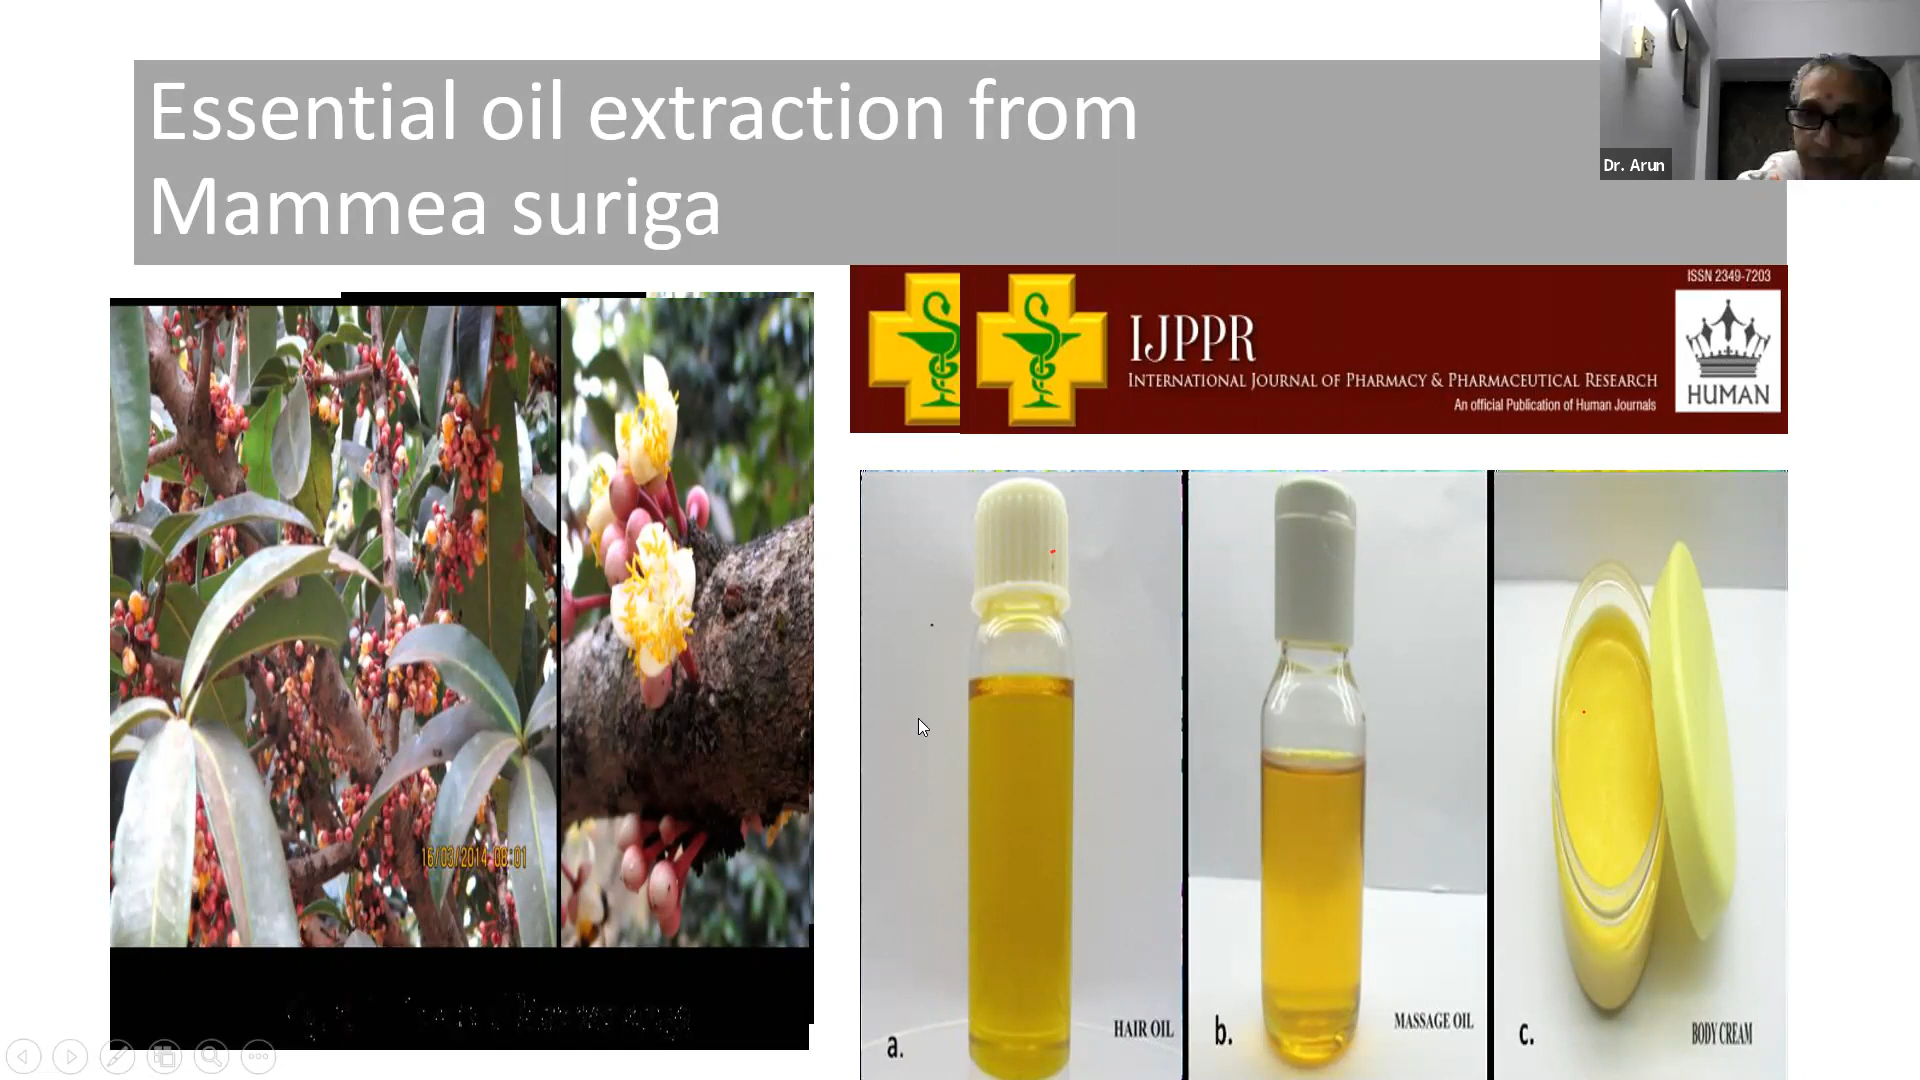 Essential oil extraction from
Mammea suriga
Dr. Arun
ISSN 2349-7203
IJPPR
INTERNATIONAL JOURNAL OF PHARMACY & PHARMACEUTICAL RESEARCH
An official Publication of Human Journals
HUMAN
16/03/2014 08:01
a.
HAIR OIL
b.
MASSAGE OIL
c.
BODY CREAM